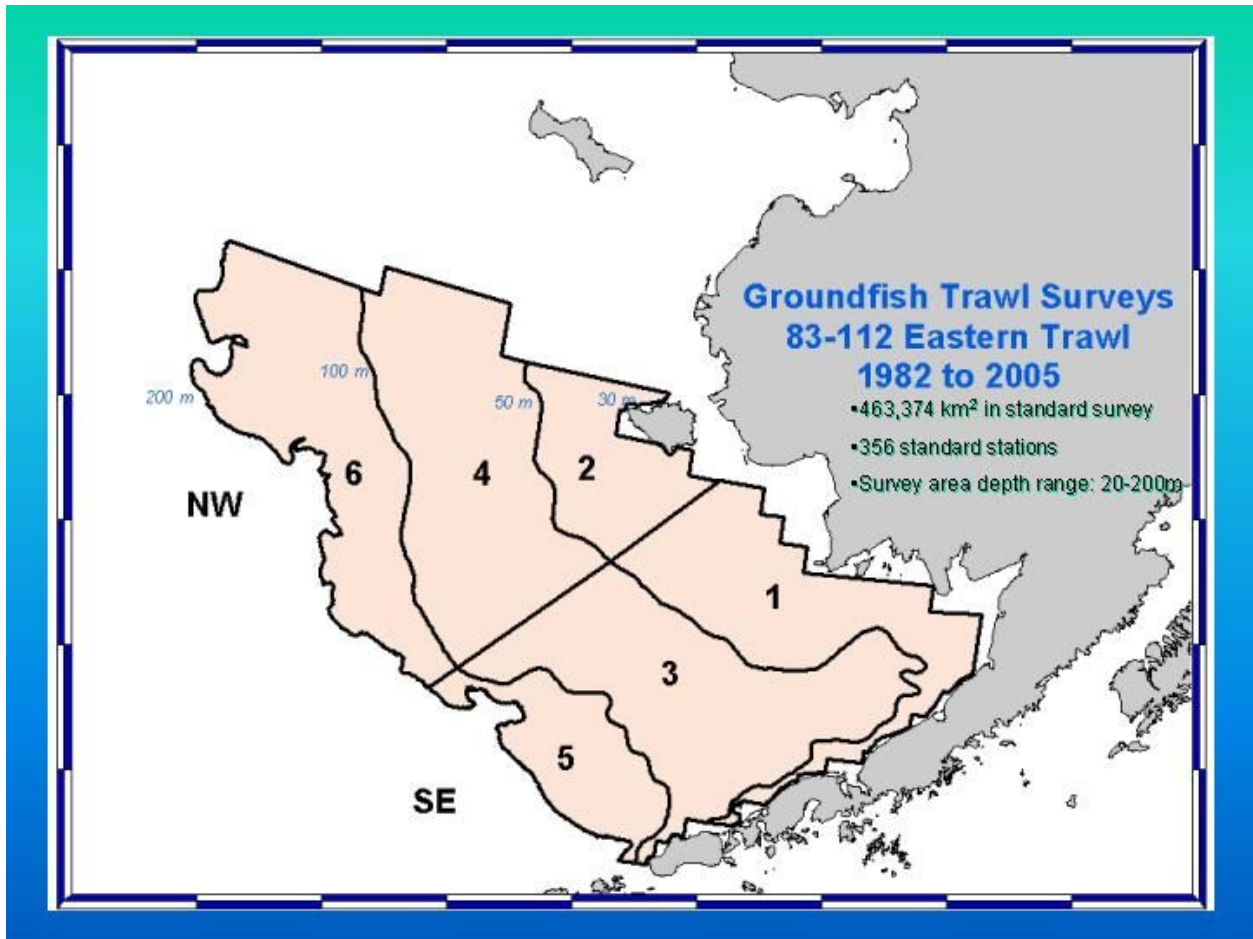 Groundfish Trawl Surveys
83-112 Eastern Trawl
1982 to 2005
•463,374 km² in standard survey
•356 standard stations
•Survey area depth range: 20-200m
100 m
200 m
50 m
30 m
6
4
2
NW
1
3
5
SE